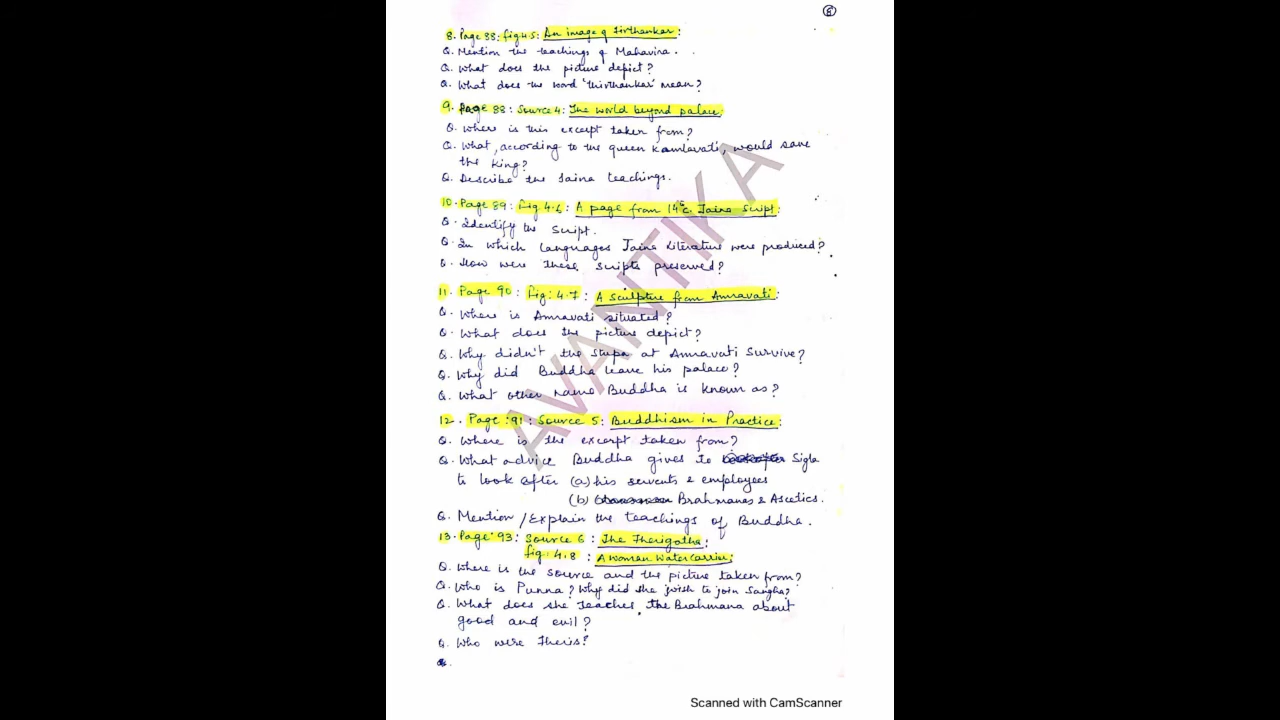 8
8. Page 88: fig 4.5: An image of Tirthankar:
Q. Mention the teachings of Mahavira.
Q. What does the picture depict?
Q. What does the word 'thirthankar' mean?
9. Page 88: Source 4: The world beyond palace:
Q. Where is this excerpt taken from?
Q. What, according to the queen Kamlavati, would save
the king?
Q. Describe the Jaina teachings.
10. Page 89: Fig 4.6: A page from 14th c. Jaina Script:
Q. Identify the script.
Q. In which languages Jaina literature were produced?
Q. How were these scripts preserved?
11. Page 90: Fig: 4.7: A sculpture from Amravati:
Q. Where is Amravati situated?
Q. What does the picture depict?
Q. Why didn't the stupa at Amravati survive?
Q. Why did Buddha leave his palace?
Q. What other name Buddha is known as?
12. Page: 91: Source 5: Buddhism in Practice:
Q. Where is the excerpt taken from?
Q. What advice Buddha gives to Sigla
to look after (a) his servents & employees
(b) Brahmanas & Ascetics.
Q. Mention/Explain the teachings of Buddha.
13. Page: 93: Source 6: The Therigatha:
fig: 4.8: A woman water carrier:
Q. Where is the source and the picture taken from?
Q. Who is Punna? Why did she wish to join Sangha?
Q. What does she teaches, the Brahmana about
good and evil?
Q. Who were Theris?
Q.
AVANTIKA
Scanned with CamScanner